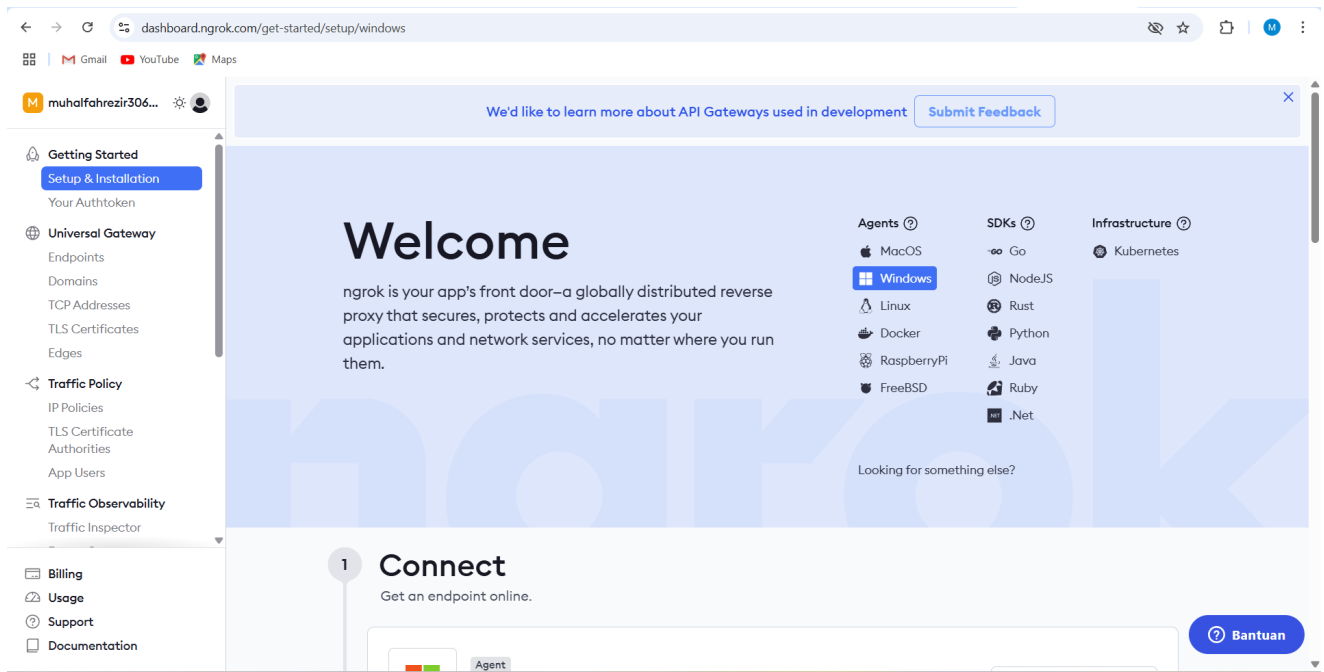 dashboard.ngrok.com/get-started/setup/windows
M
Gmail
YouTube
Maps
M
muhalfahrezir306...
We'd like to learn more about API Gateways used in development
Submit Feedback
Getting Started
Setup & Installation
Your Authtoken
Universal Gateway
Endpoints
Domains
TCP Addresses
TLS Certificates
Edges
Traffic Policy
IP Policies
TLS Certificate
Authorities
App Users
Traffic Observability
Traffic Inspector
Billing
Usage
Support
Documentation
Welcome
ngrok is your app's front door—a globally distributed reverse
proxy that secures, protects and accelerates your
applications and network services, no matter where you run
them.
Agents
MacOS
Windows
Linux
Docker
RaspberryPi
FreeBSD
SDKs
Go
NodeJS
Rust
Python
Java
Ruby
.Net
Infrastructure
Kubernetes
Looking for something else?
ngrok
1
Connect
Get an endpoint online.
Agent
Bantuan